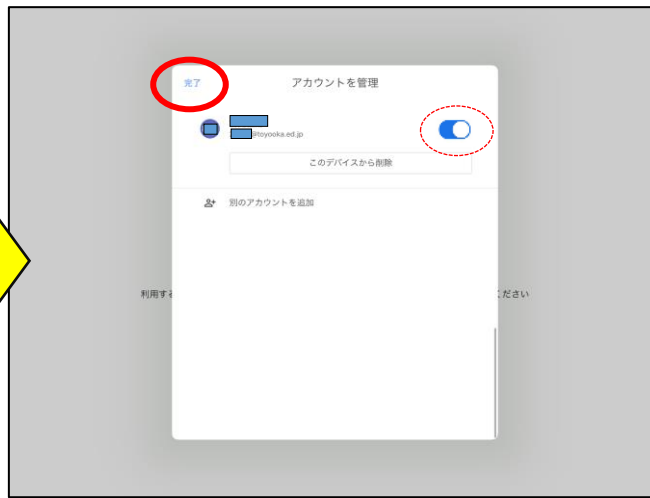 完了
アカウントを管理
@toyooka.ed.jp
このデバイスから削除
別のアカウントを追加
利用す
ください